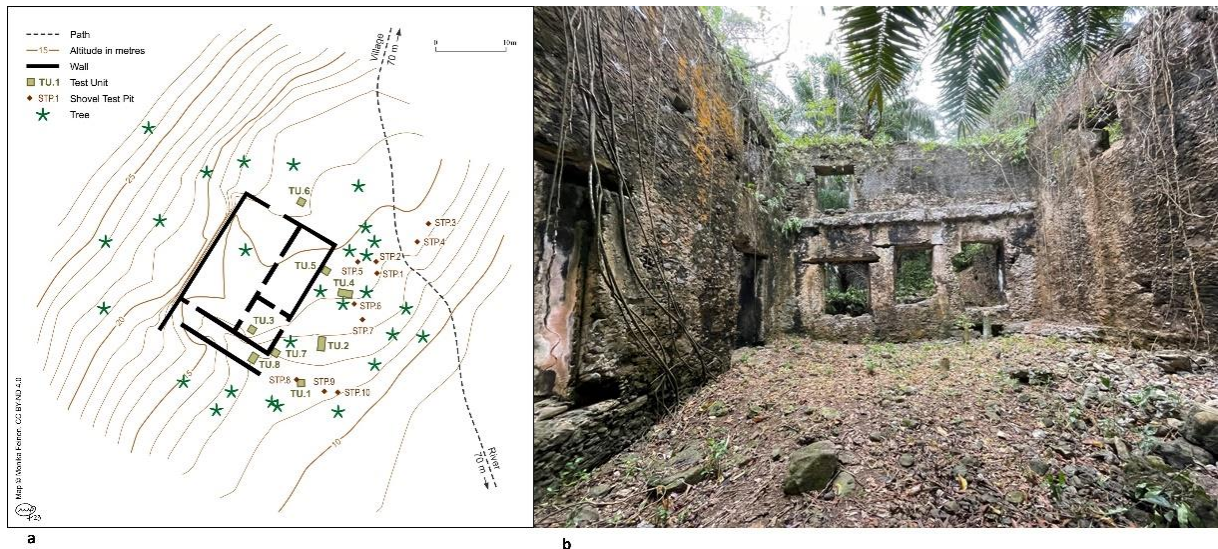 Path
15 Altitude in metres
Wall
TU.1 Test Unit
STP.1 Shovel Test Pit
Tree
0 10m
Village
70 m
25
TU.6
STP.3
STP.4
TU.5
STP.2
STP.5
STP.1
TU.4
STP.6
20
TU.3
STP.7
TU.2
TU.7
TU.8
15
STP.8
STP.9
TU.1
STP.10
10
River
70 m
Map © Monika Feinen, CC BY-ND 4.0
a
b